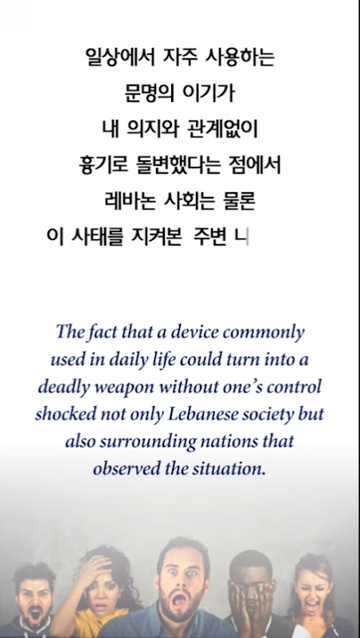 일상에서 자주 사용하는
문명의 이기가
내 의지와 관계없이
흉기로 돌변했다는 점에서
레바논 사회는 물론
이 사태를 지켜본 주변 ㄴ
The fact that a device commonly
used in daily life could turn into a
deadly weapon without one’s control
shocked not only Lebanese society but
also surrounding nations that
observed the situation.